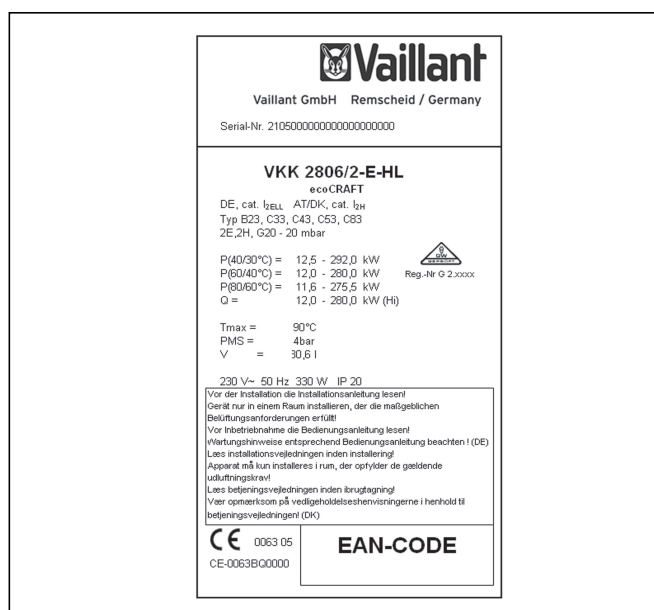 Vaillant
Vaillant GmbH Remscheid / Germany
Serial-Nr. 2105000000000000000000
VKK 2806/2-E-HL
ecoCRAFT
DE, cat. I2ELL AT/DK, cat. I2H
Typ B23, C33, C43, C53, C83
2E,2H, G20 - 20 mbar
P(40/30°C) = 12,5 - 292,0 kW
P(60/40°C) = 12,0 - 280,0 kW
P(80/60°C) = 11,6 - 275,5 kW
Q = 12,0 - 280,0 kW (Hi)
Reg.-Nr G 2.xxxx
Tmax = 90°C
PMS = 4bar
V = 80,6 l
230 V~ 50 Hz 330 W IP 20
Vor der Installation die Installationsanleitung lesen!
Gerät nur in einem Raum installieren, der die maßgeblichen
Belüftungsanforderungen erfüllt!
Vor Inbetriebnahme die Bedienungsanleitung lesen!
Wartungshinweise entsprechend Bedienungsanleitung beachten ! (DE)
Læs installationsvejledningen inden installering!
Apparat må kun installeres i rum, der opfylder de gældende
udluftningskrav!
Læs betjeningsvejledningen inden ibrugtagning!
Vær opmærksom på vedligeholdelseshenvisningerne i henhold til
betjeningsvejledningen! (DK)
CE 0063 05
CE-0063BQ0000
EAN-CODE